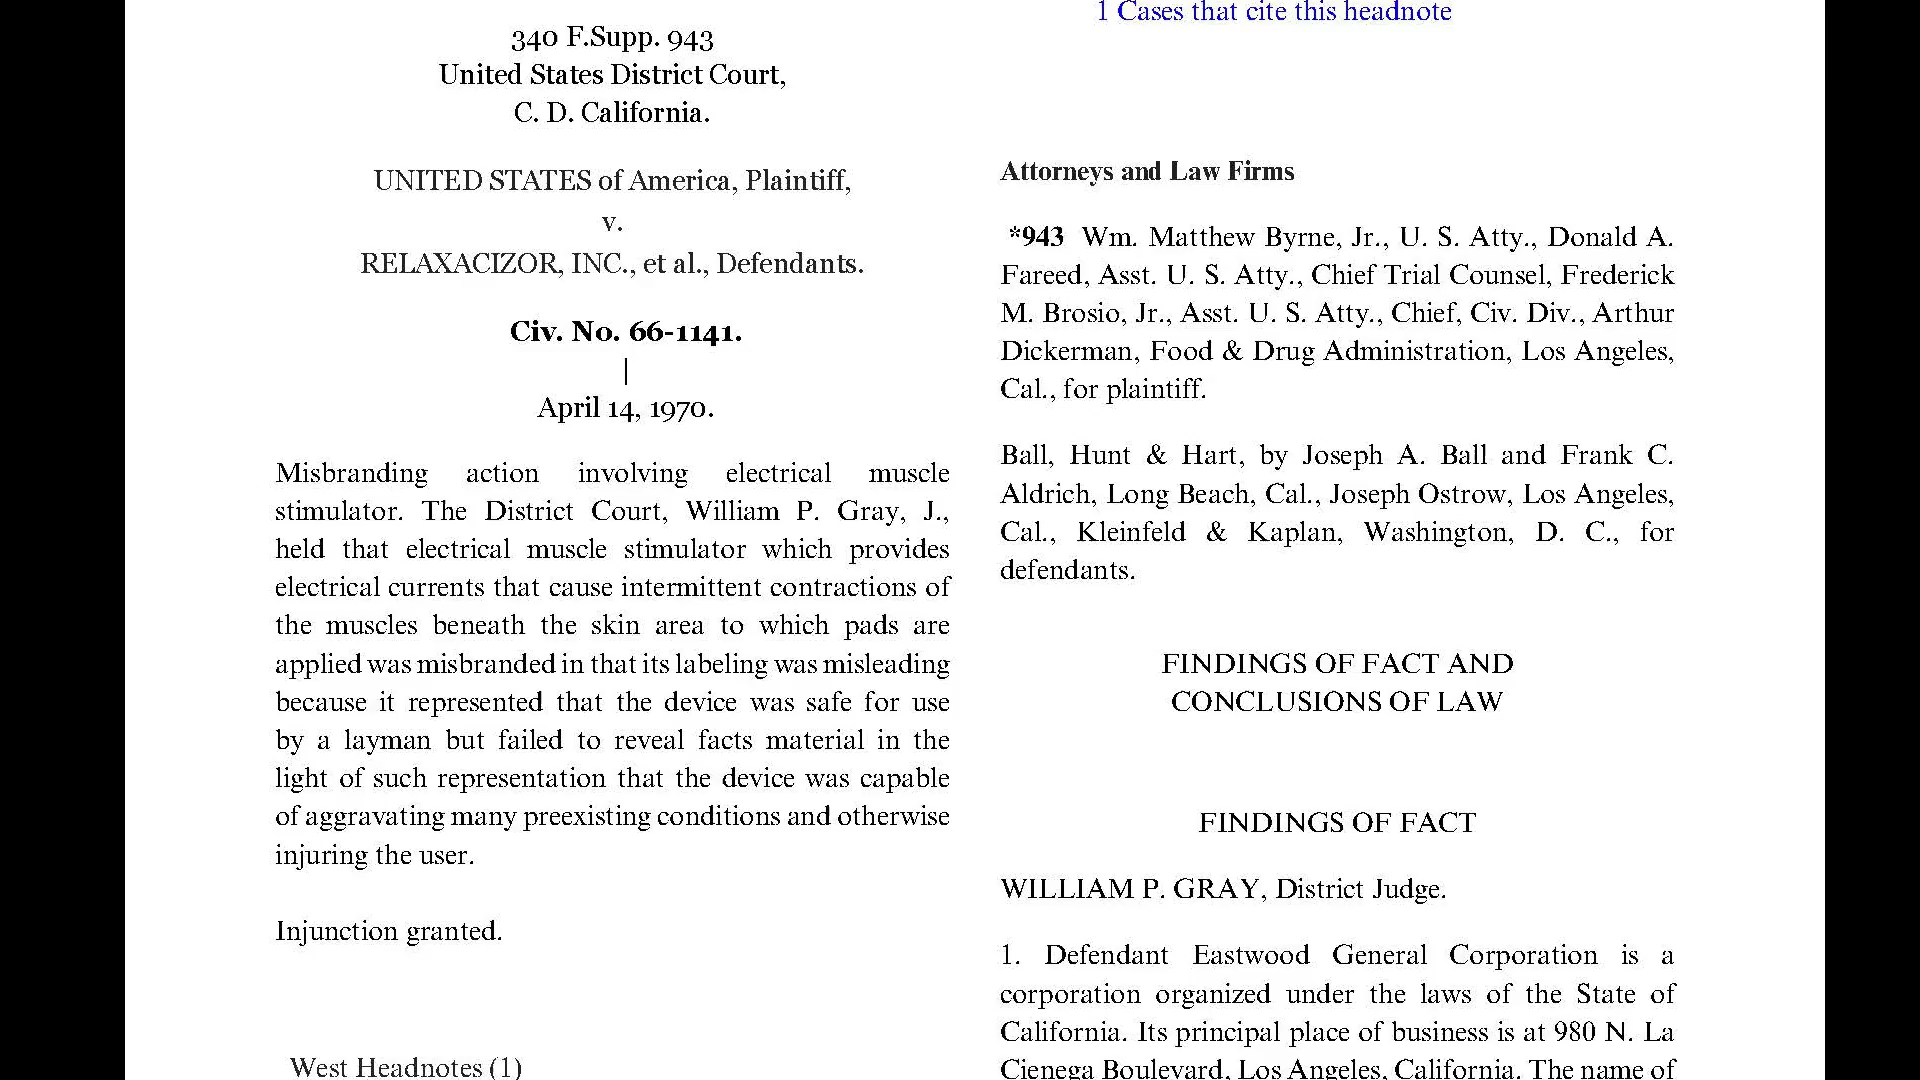 340 F.Supp. 943
United States District Court,
C. D. California.
UNITED STATES of America, Plaintiff,
v.
RELAXACIZOR, INC., et al., Defendants.
Civ. No. 66-1141.
|
April 14, 1970.
Misbranding action involving electrical muscle
stimulator. The District Court, William P. Gray, J.,
held that electrical muscle stimulator which provides
electrical currents that cause intermittent contractions of
the muscles beneath the skin area to which pads are
applied was misbranded in that its labeling was misleading
because it represented that the device was safe for use
by a layman but failed to reveal facts material in the
light of such representation that the device was capable
of aggravating many preexisting conditions and otherwise
injuring the user.
Injunction granted.
West Headnotes (1)
1 Cases that cite this headnote
Attorneys and Law Firms
*943 Wm. Matthew Byrne, Jr., U. S. Atty., Donald A.
Fareed, Asst. U. S. Atty., Chief Trial Counsel, Frederick
M. Brosio, Jr., Asst. U. S. Atty., Chief, Civ. Div., Arthur
Dickerman, Food & Drug Administration, Los Angeles,
Cal., for plaintiff.
Ball, Hunt & Hart, by Joseph A. Ball and Frank C.
Aldrich, Long Beach, Cal., Joseph Ostrow, Los Angeles,
Cal., Kleinfeld & Kaplan, Washington, D. C., for
defendants.
FINDINGS OF FACT AND
CONCLUSIONS OF LAW
FINDINGS OF FACT
WILLIAM P. GRAY, District Judge.
1. Defendant Eastwood General Corporation is a
corporation organized under the laws of the State of
California. Its principal place of business is at 980 N. La
Cienega Boulevard, Los Angeles, California. The name of